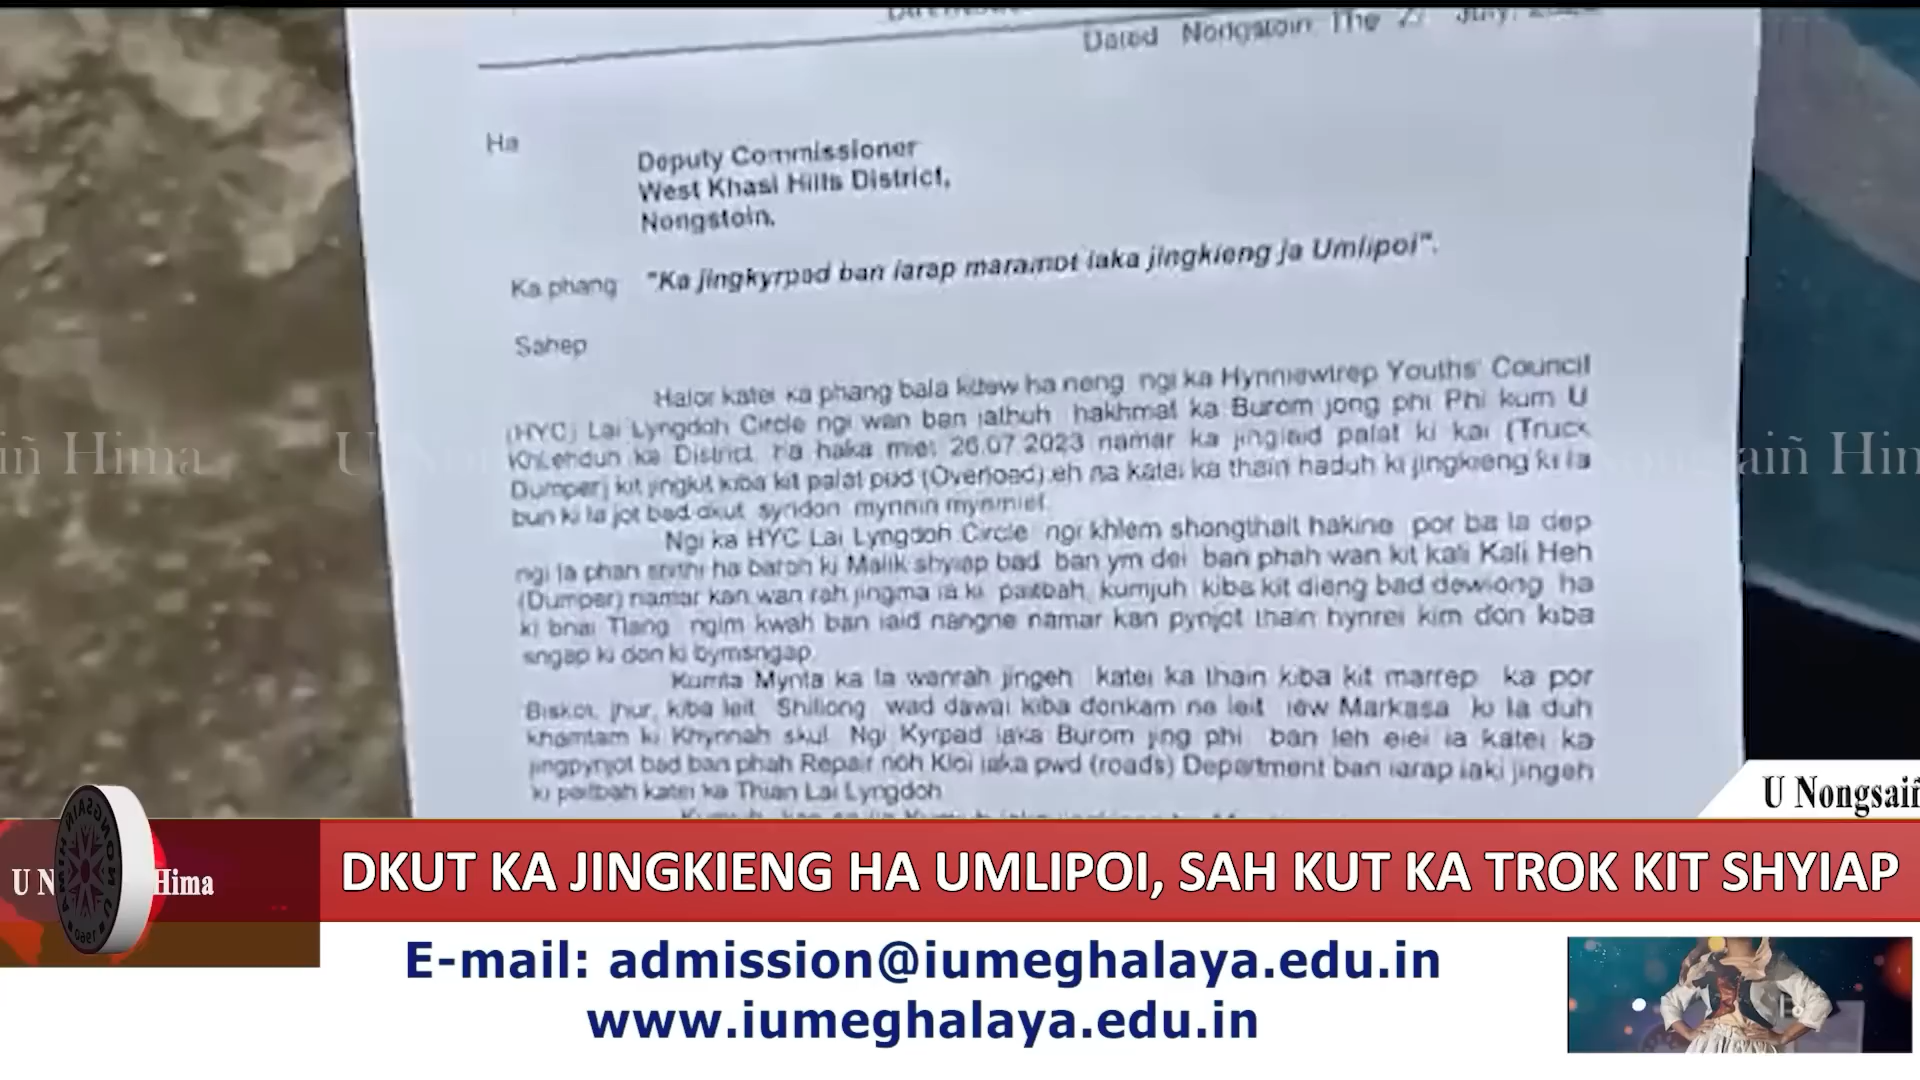 Dated Nongstoin The 27 July,
Ha
Deputy Commissioner
West Khasi Hills District,
Nongstoin.
Ka phang "Ka jingkyrpad ban iarap maramot iaka jingkieng ja Umlipoi".
Sahep
Halor katei ka phang bala kdew ha neng ngi ka Hynniewtrep Youths' Council
(HYC) Lai Lyngdoh Circle ngi wan ban iathuh hakhmat ka Burom jong phi Phi kum U
Khlehduh ka District, ha haka miet 26.07.2023 namar ka jingiaid palat ki kai (Truck
Dumper) kit jingkit kiba kit palat pud (Overload) eh na katei ka thain haduh ki jingkieng ki la
bun ki la jot bad dkut syndon mynnin mynmiet.
Ngi ka HYC Lai Lyngdoh Circle ngi khlem shongthait hakine por ba la dep
ngi la phan shithi ha baroh ki Malik shyiap bad ban ym dei ban phah wan kit kali Kali Heh
(Dumper) namar kan wan rah jingma ia ki paitbah, kumjuh kiba kit dieng bad dewiong ha
ki bnai Tlang ngim kwah ban iaid nangne namar kan pynjot thain hynrei kim don kiba
sngap ki don ki bymsngap.
Kumta Mynta ka la wanrah jingeh katei ka thain kiba kit marrep ka por
Biskot, jhur, kiba leit Shillong wad dawai kiba donkam ne leit iew Markasa ki la duh
khamtam ki Khynnah skul. Ngi Kyrpad iaka Burom jing phi ban leh eiei ia katei ka
jingpynjot bad ban phah Repair noh Kloi iaka pwd (roads) Department ban iarap iaki jingeh
ki paitbah katei ka Thian Lai Lyngdoh
U Nongsaiñ
Hima
DKUT KA JINGKIENG HA UMLIPOI, SAH KUT KA TROK KIT SHYIAP
E-mail: admission@iumeghalaya.edu.in
www.iumeghalaya.edu.in